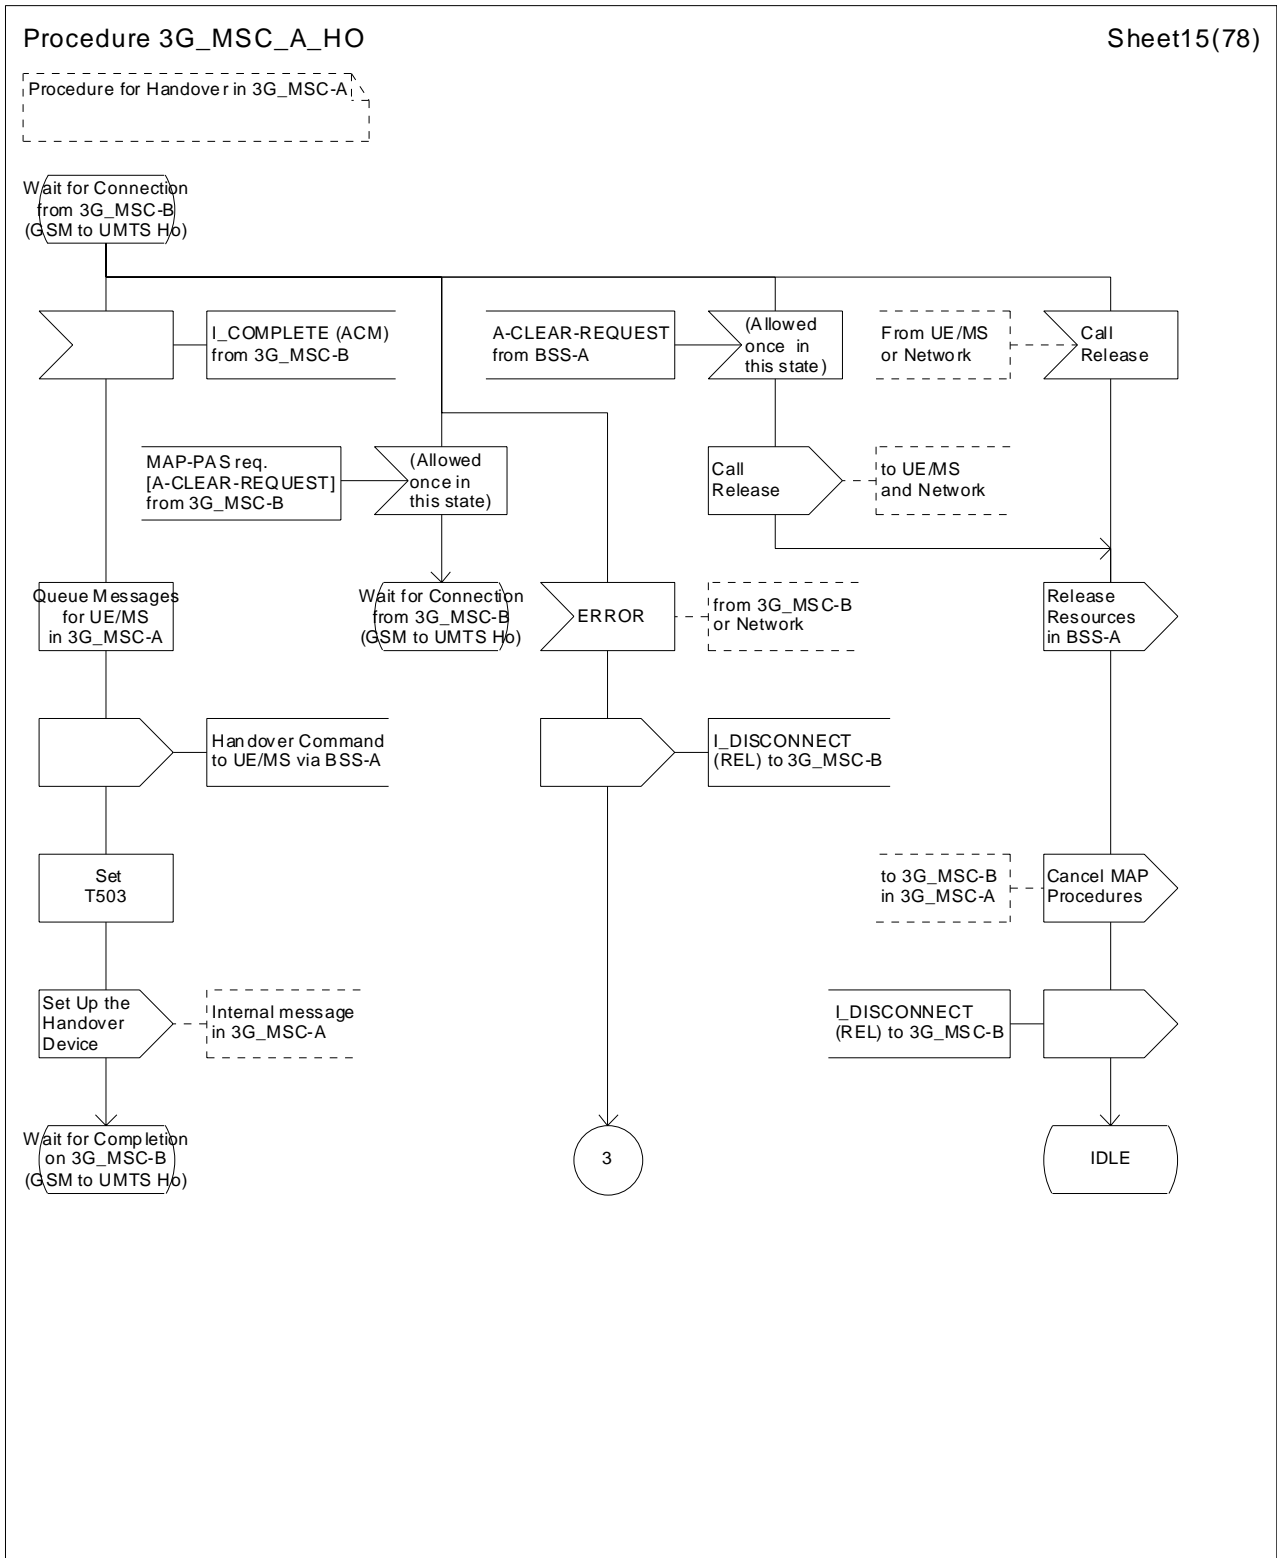 Procedure 3G_MSC_A_HO
Sheet15(78)
Procedure for Handover in 3G_MSC-A
Wait for Connection
from 3G_MSC-B
(GSM to UMTS Ho)
I_COMPLETE (ACM)
from 3G_MSC-B
A-CLEAR-REQUEST
from BSS-A
(Allowed
once in
this state)
From UE/MS
or Network
Call
Release
MAP-PAS req.
[A-CLEAR-REQUEST]
from 3G_MSC-B
(Allowed
once in
this state)
Call
Release
to UE/MS
and Network
Queue Messages
for UE/MS
in 3G_MSC-A
Wait for Connection
from 3G_MSC-B
(GSM to UMTS Ho)
ERROR
from 3G_MSC-B
or Network
Release
Resources
in BSS-A
Handover Command
to UE/MS via BSS-A
I_DISCONNECT
(REL) to 3G_MSC-B
Set
T503
to 3G_MSC-B
in 3G_MSC-A
Cancel MAP
Procedures
Set Up the
Handover
Device
Internal message
in 3G_MSC-A
I_DISCONNECT
(REL) to 3G_MSC-B
Wait for Completion
on 3G_MSC-B
(GSM to UMTS Ho)
3
IDLE